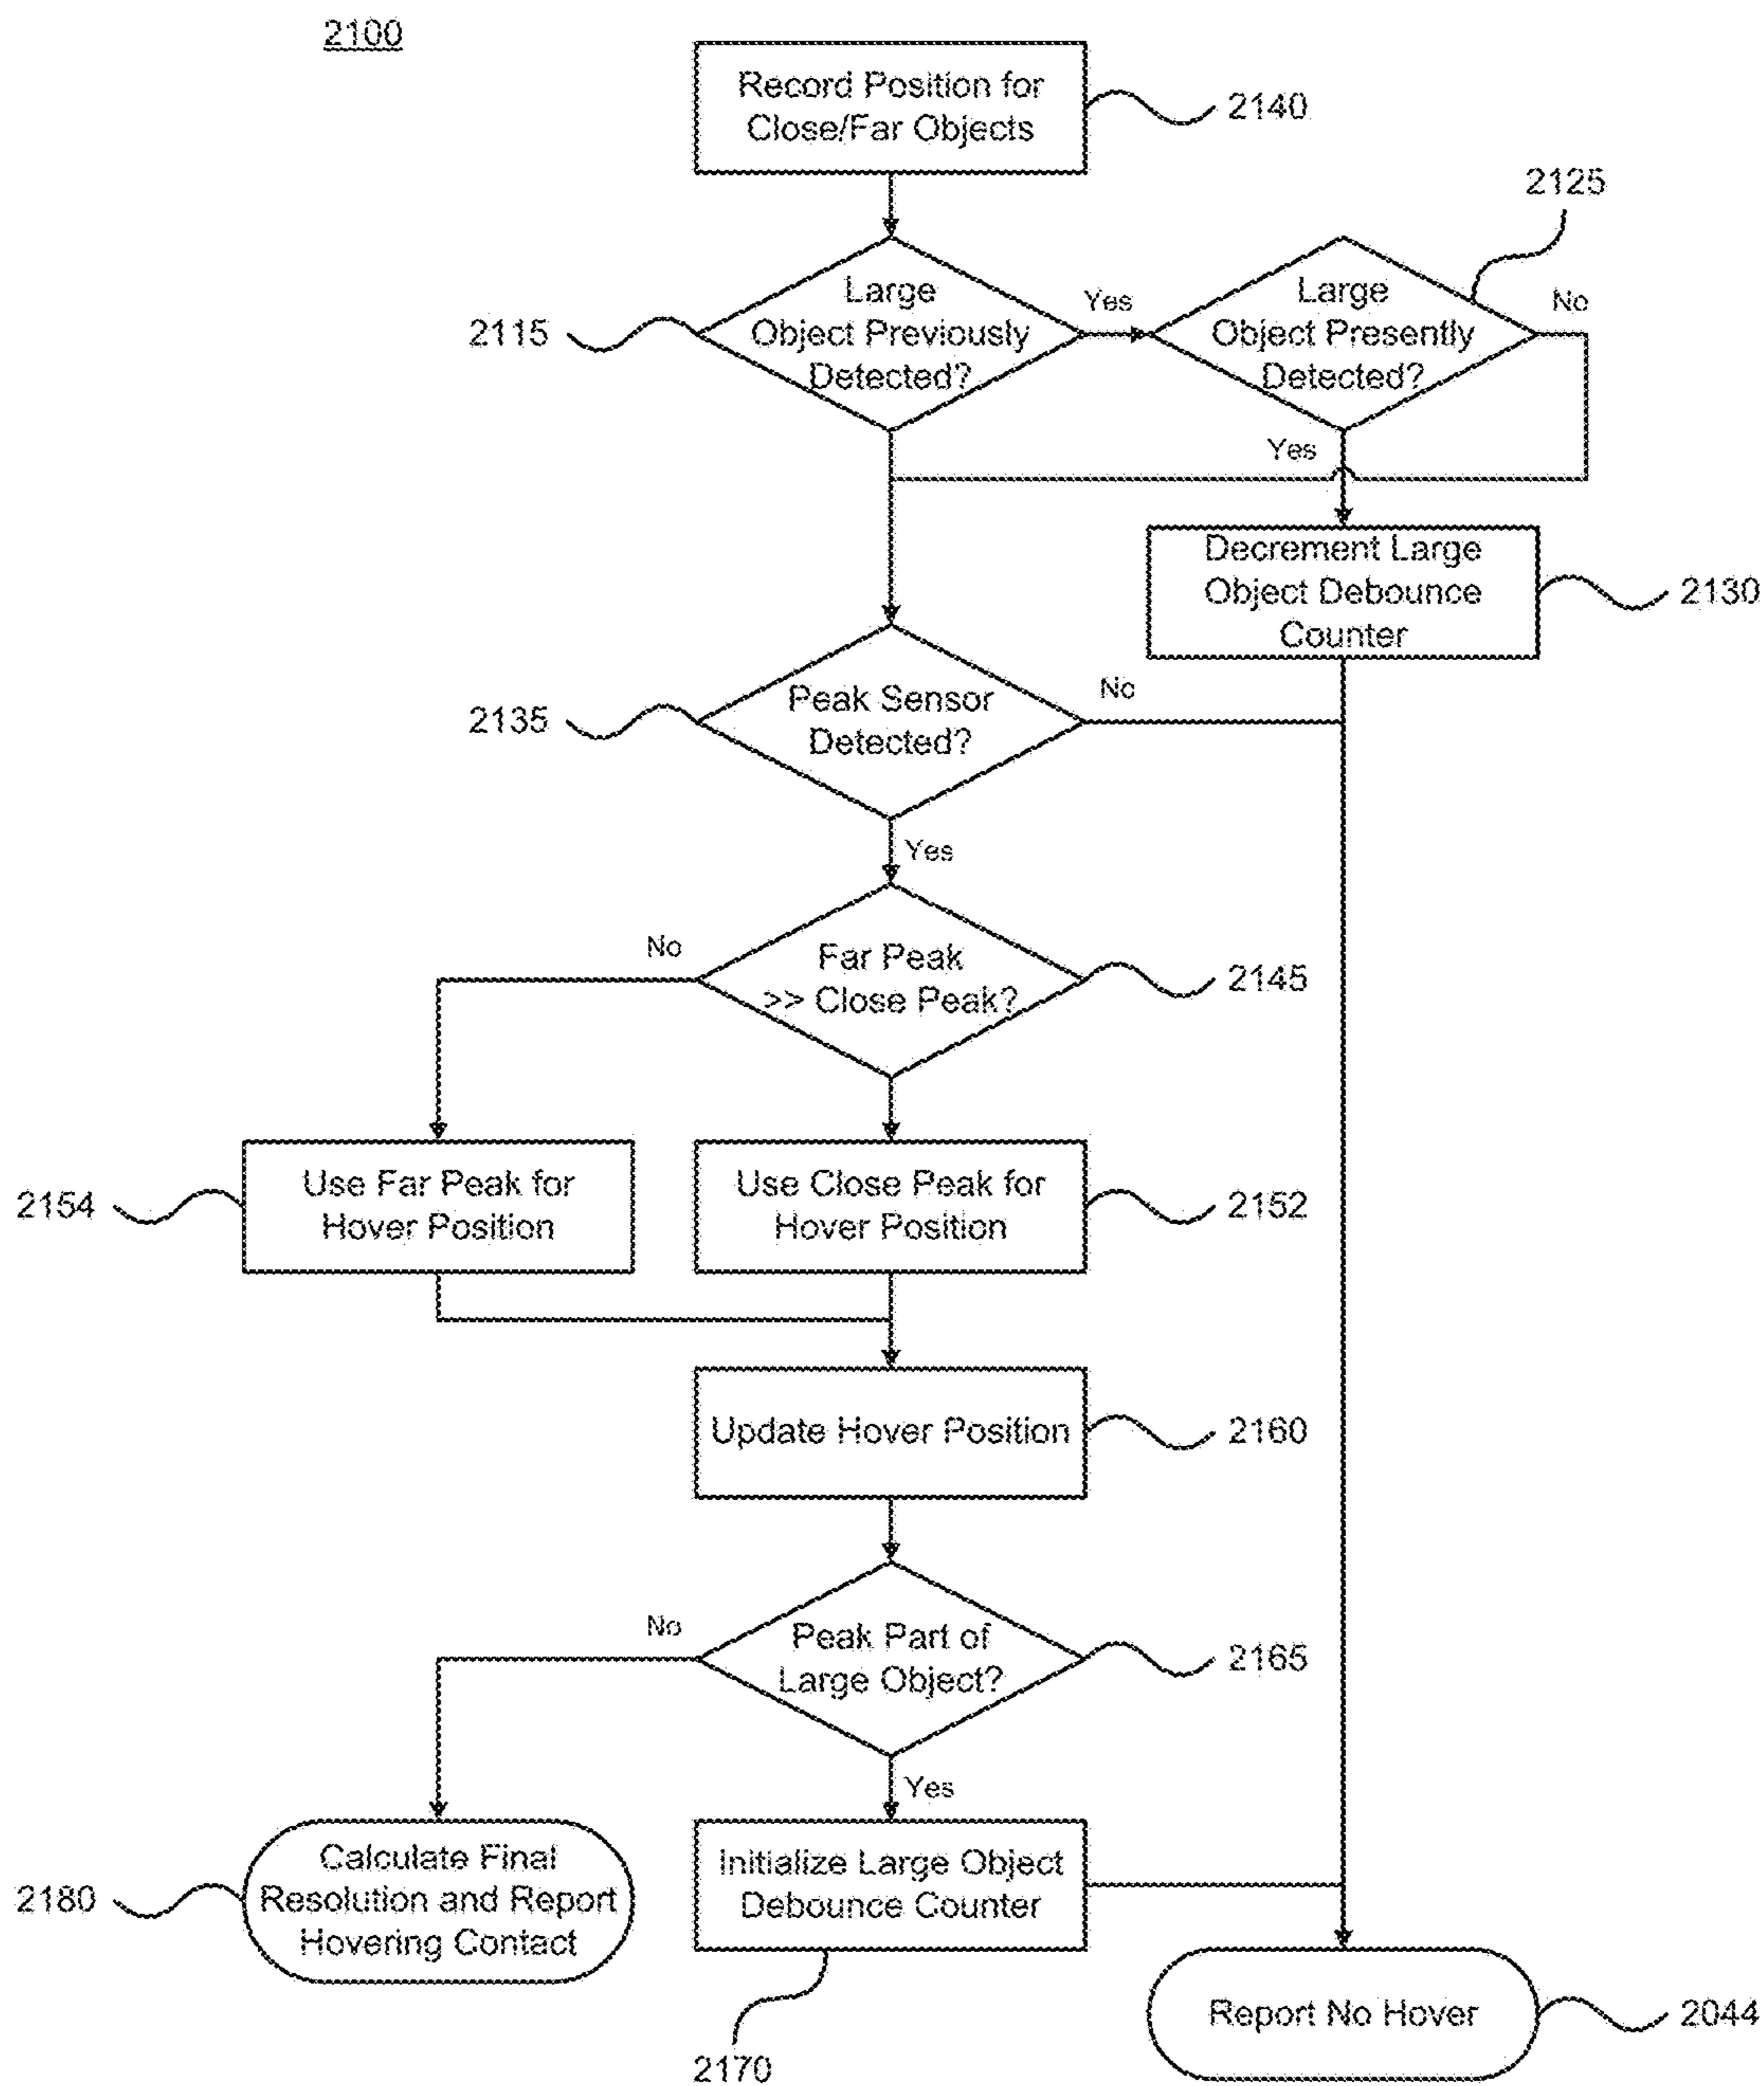 2100
Record Position for
Close/Far Objects
2140
2125
Large
Object Previously
Detected?
2115
Yes
Large
Object Presently
Detected?
No
Yes
Decrement Large
Object Debounce
Counter
2130
Peak Sensor
Detected?
2135
No
Yes
Far Peak
>> Close Peak?
No
2145
Use Far Peak for
Hover Position
2154
Use Close Peak for
Hover Position
2152
Update Hover Position
2160
Peak Part of
Large Object?
No
2165
Yes
Calculate Final
Resolution and Report
Hovering Contact
2180
Initialize Large Object
Debounce Counter
2170
Report No Hover
2044